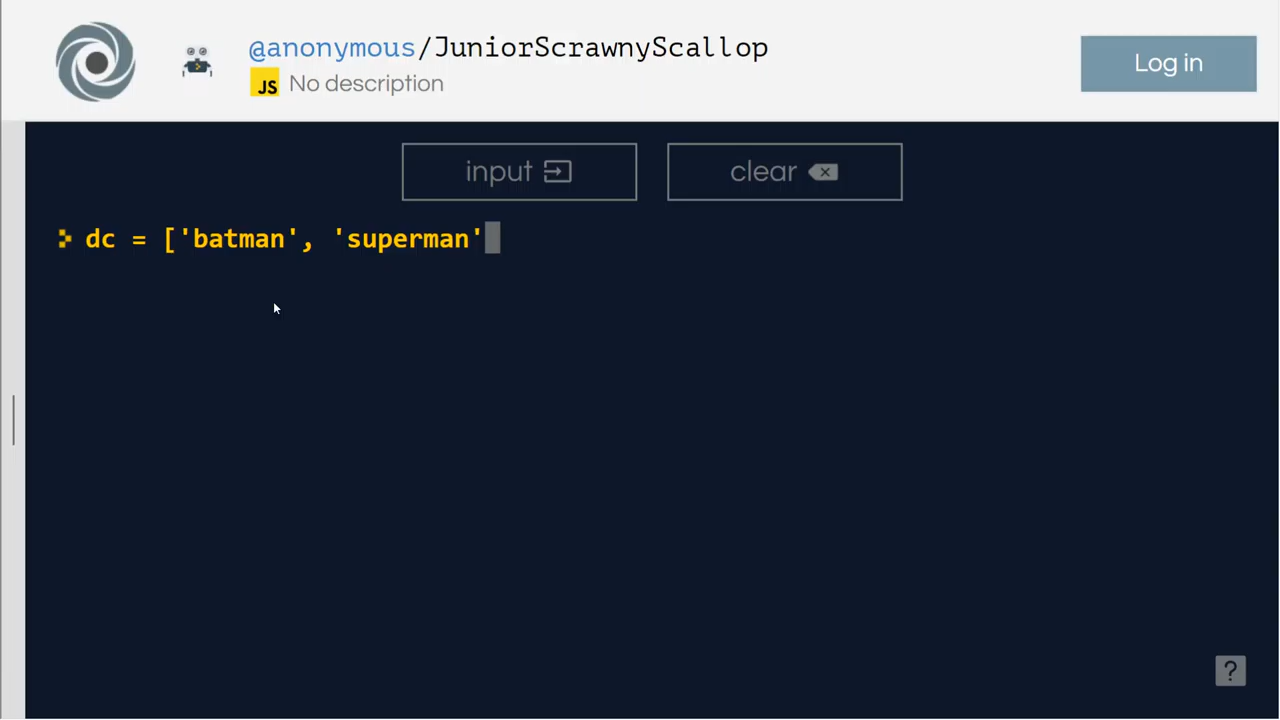 @anonymous/JuniorScrawnyScallop
Log in
JS
No description
input
clear
dc = ['batman', 'superman'
?